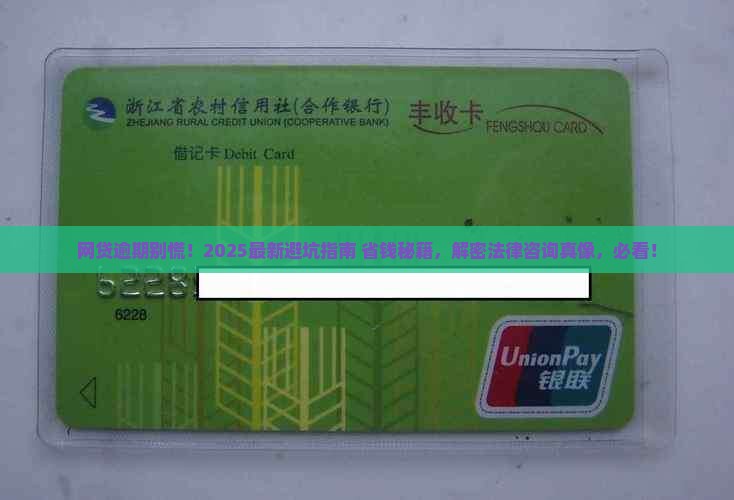 浙江省农村信用社(合作银行)
ZHEJIANG RURAL CREDIT UNION (COOPERATIVE BANK)
丰收卡
FENGSHOU CARD
借记卡 Debit Card
网贷逾期别慌！2025最新避坑指南 省钱秘籍，解密法律咨询真像，必看！
6228
6228
UnionPay
银联